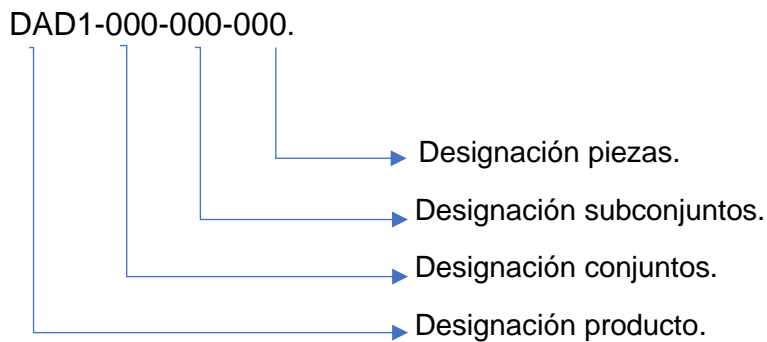 DAD1-000-000-000.
Designación piezas.
Designación subconjuntos.
Designación conjuntos.
Designación producto.